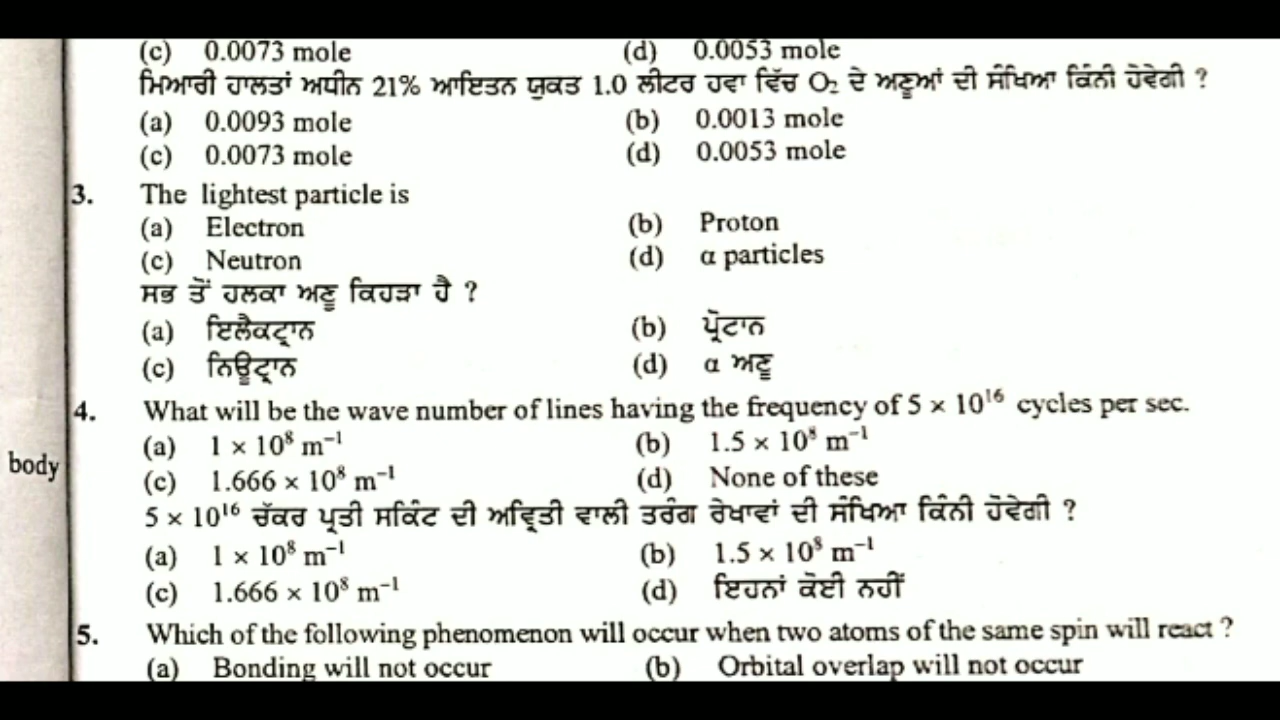 (c) 0.0073 mole (d) 0.0053 mole
ਮਿਆਰੀ ਹਾਲਤਾਂ ਅਧੀਨ 21% ਆਇਤਨ ਯੁਕਤ 1.0 ਲੀਟਰ ਹਵਾ ਵਿੱਚ O₂ ਦੇ ਅਣੂਆਂ ਦੀ ਸੰਖਿਆ ਕਿੰਨੀ ਹੋਵੇਗੀ ?
(a) 0.0093 mole (b) 0.0013 mole
(c) 0.0073 mole (d) 0.0053 mole
3. The lightest particle is
(a) Electron (b) Proton
(c) Neutron (d) α particles
ਸਭ ਤੋਂ ਹਲਕਾ ਅਣੂ ਕਿਹੜਾ ਹੈ ?
(a) ਇਲੈਕਟ੍ਰਾਨ (b) ਪ੍ਰੋਟਾਨ
(c) ਨਿਊਟ੍ਰਾਨ (d) α ਅਣੂ
4. What will be the wave number of lines having the frequency of 5 × 10¹⁶ cycles per sec.
(a) 1 × 10⁸ m⁻¹ (b) 1.5 × 10⁸ m⁻¹
body
(c) 1.666 × 10⁸ m⁻¹ (d) None of these
5 × 10¹⁶ ਚੱਕਰ ਪ੍ਰਤੀ ਸਕਿੰਟ ਦੀ ਅਵ੍ਰਿਤੀ ਵਾਲੀ ਤਰੰਗ ਰੇਖਾਵਾਂ ਦੀ ਸੰਖਿਆ ਕਿੰਨੀ ਹੋਵੇਗੀ ?
(a) 1 × 10⁸ m⁻¹ (b) 1.5 × 10⁸ m⁻¹
(c) 1.666 × 10⁸ m⁻¹ (d) ਇਹਨਾਂ ਕੋਈ ਨਹੀਂ
5. Which of the following phenomenon will occur when two atoms of the same spin will react ?
(a) Bonding will not occur (b) Orbital overlap will not occur